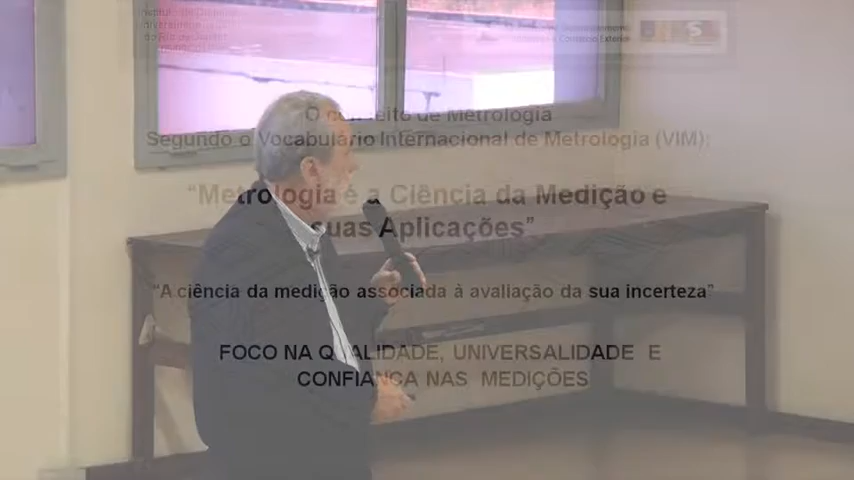 O conceito de Metrologia
Segundo o Vocabulário Internacional de Metrologia (VIM):
“Metrologia é a Ciência da Medição e
suas Aplicações”
“A ciência da medição associada à avaliação da sua incerteza”
FOCO NA QUALIDADE, UNIVERSALIDADE E
CONFIANÇA NAS MEDIÇÕES